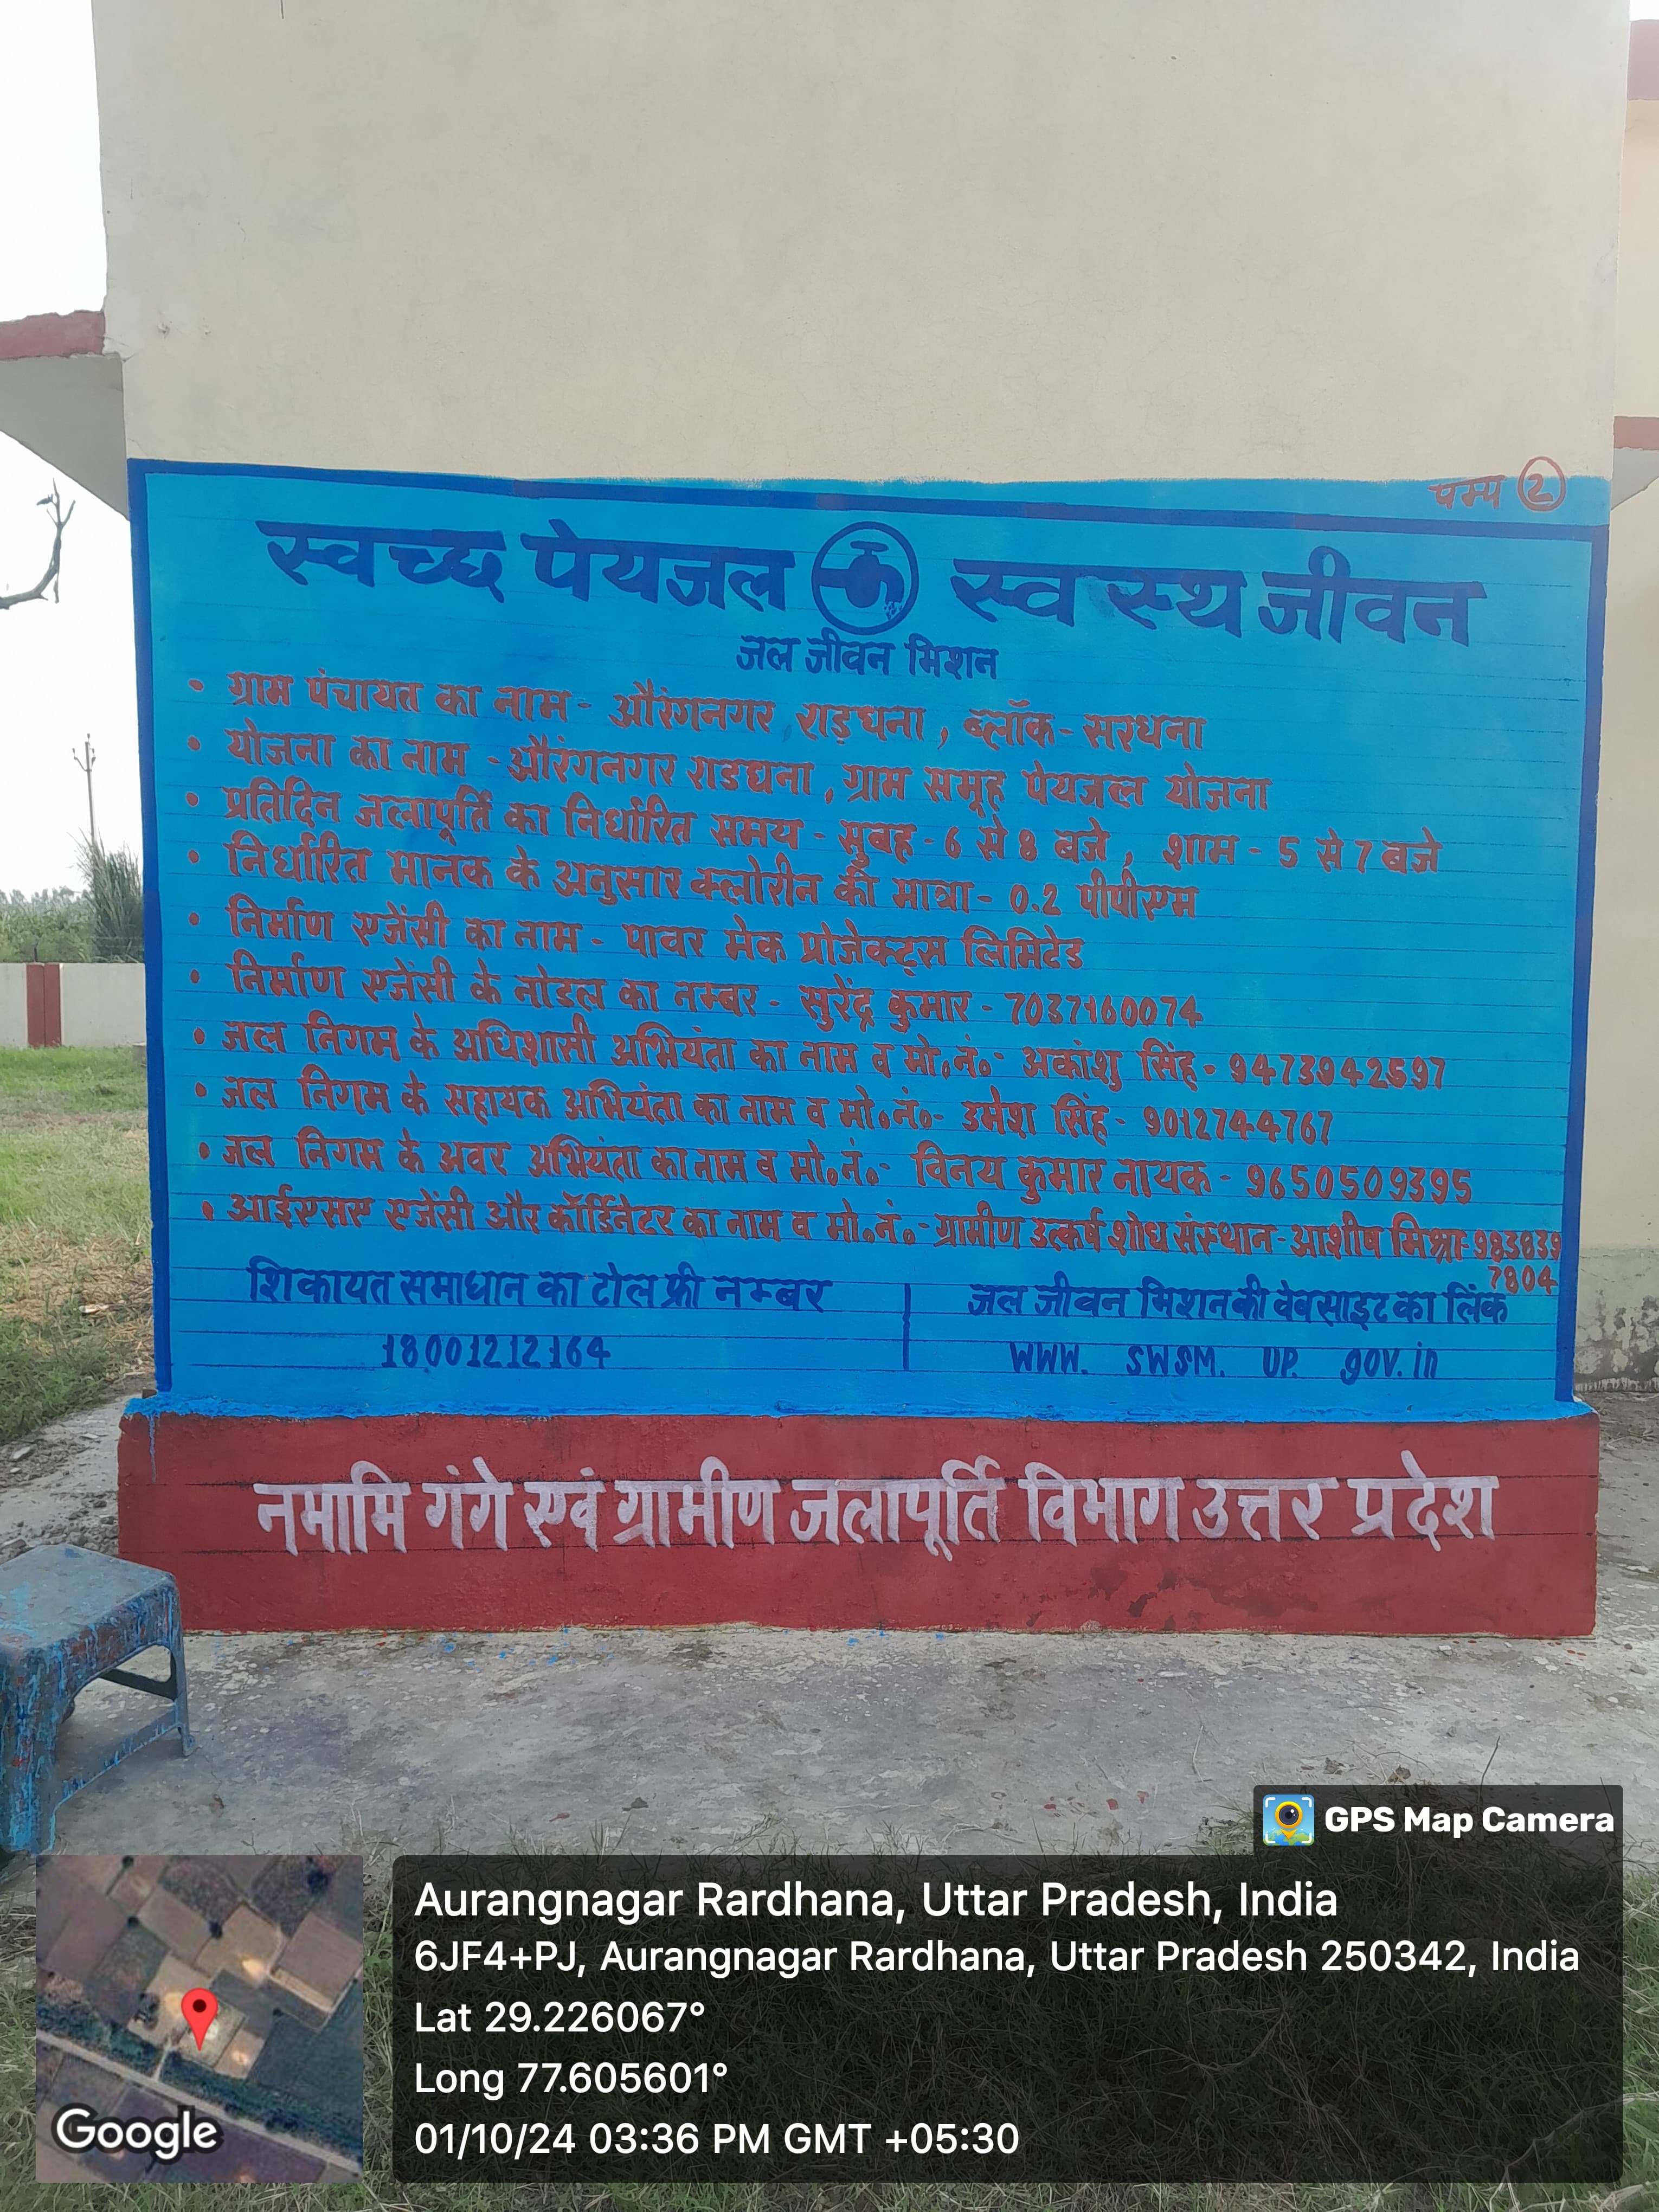 पम्प 2
स्वच्छ पेयजल स्वस्थ जीवन
जल जीवन मिशन
• ग्राम पंचायत का नाम - औरंगनगर राड़घना, ब्लॉक - सरधना
• योजना का नाम - औरंगनगर राडघना, ग्राम समूह पेयजल योजना
• प्रतिदिन जलापूर्ति का निर्धारित समय - सुबह - 6 से 8 बजे, शाम - 5 से 7 बजे
• निर्धारित मानक के अनुसार क्लोरीन की मात्रा - 0.2 पीपीएम
• निर्माण एजेंसी का नाम - पावर मेक प्रोजेक्ट्स लिमिटेड
• निर्माण एजेंसी के नोडल का नम्बर - सुरेंद्र कुमार - 7037160074
• जल निगम के अधिशासी अभियंता का नाम व मो.नं. - अकांशु सिंह - 9473942597
• जल निगम के सहायक अभियंता का नाम व मो.नं. - उमेश सिंह - 9012744767
• जल निगम के अवर अभियंता का नाम व मो.नं. - विनय कुमार नायक - 9650509395
• आईएसए एजेंसी और कॉर्डिनेटर का नाम व मो.नं. - ग्रामीण उत्कर्ष शोध संस्थान - आशीष मिश्रा - 983839
7804
शिकायत समाधान का टोल फ्री नम्बर | जल जीवन मिशन की वेबसाइट का लिंक
18001212164 | WWW. SWSM. UP. gov.in
नमामि गंगे एवं ग्रामीण जलापूर्ति विभाग उत्तर प्रदेश
GPS Map Camera
Aurangnagar Rardhana, Uttar Pradesh, India
6JF4+PJ, Aurangnagar Rardhana, Uttar Pradesh 250342, India
Lat 29.226067°
Long 77.605601°
01/10/24 03:36 PM GMT +05:30
Google